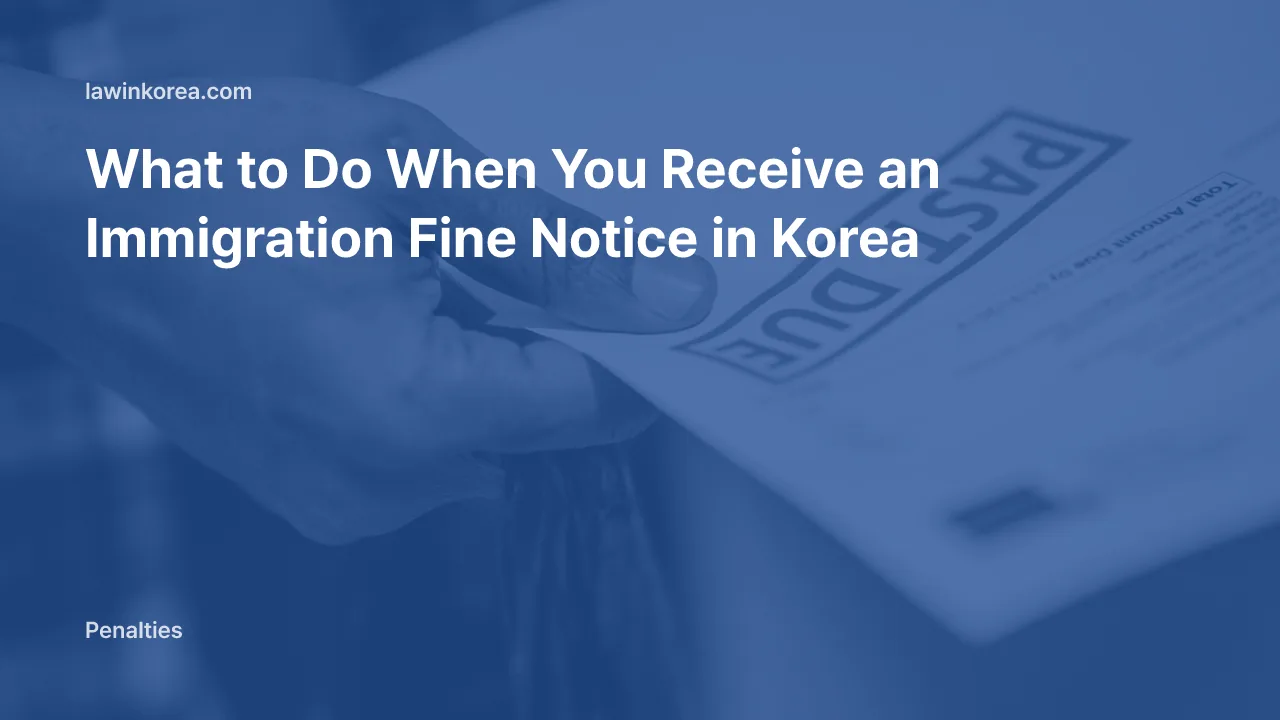 lawinkorea.com
What to Do When You Receive an
Immigration Fine Notice in Korea
PAST DUE
Total Amount Due by
Penalties